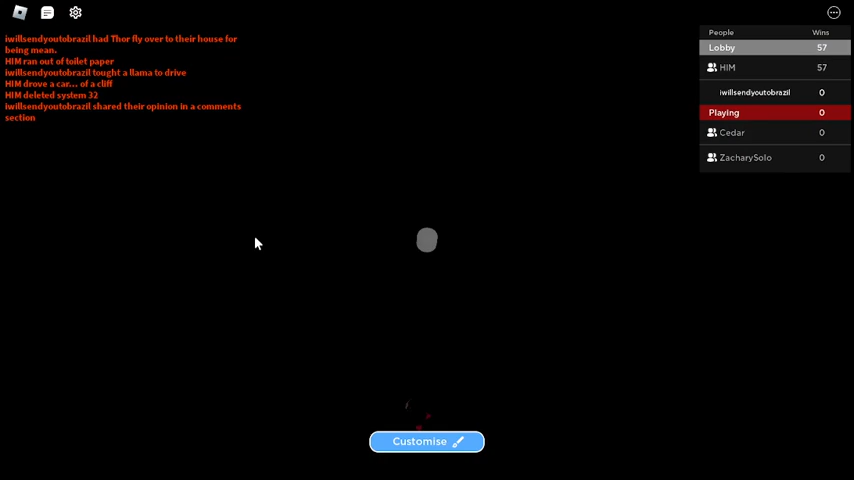 iwillsendyoutobrazil had Thor fly over to their house for
being mean.
HIM ran out of toilet paper
iwillsendyoutobrazil tought a llama to drive
HIM drove a car... of a cliff
HIM deleted system 32
iwillsendyoutobrazil shared their opinion in a comments
section
People Wins
Lobby 57
HIM 57
iwillsendyoutobrazil 0
Playing 0
Cedar 0
ZacharySolo 0
Customise